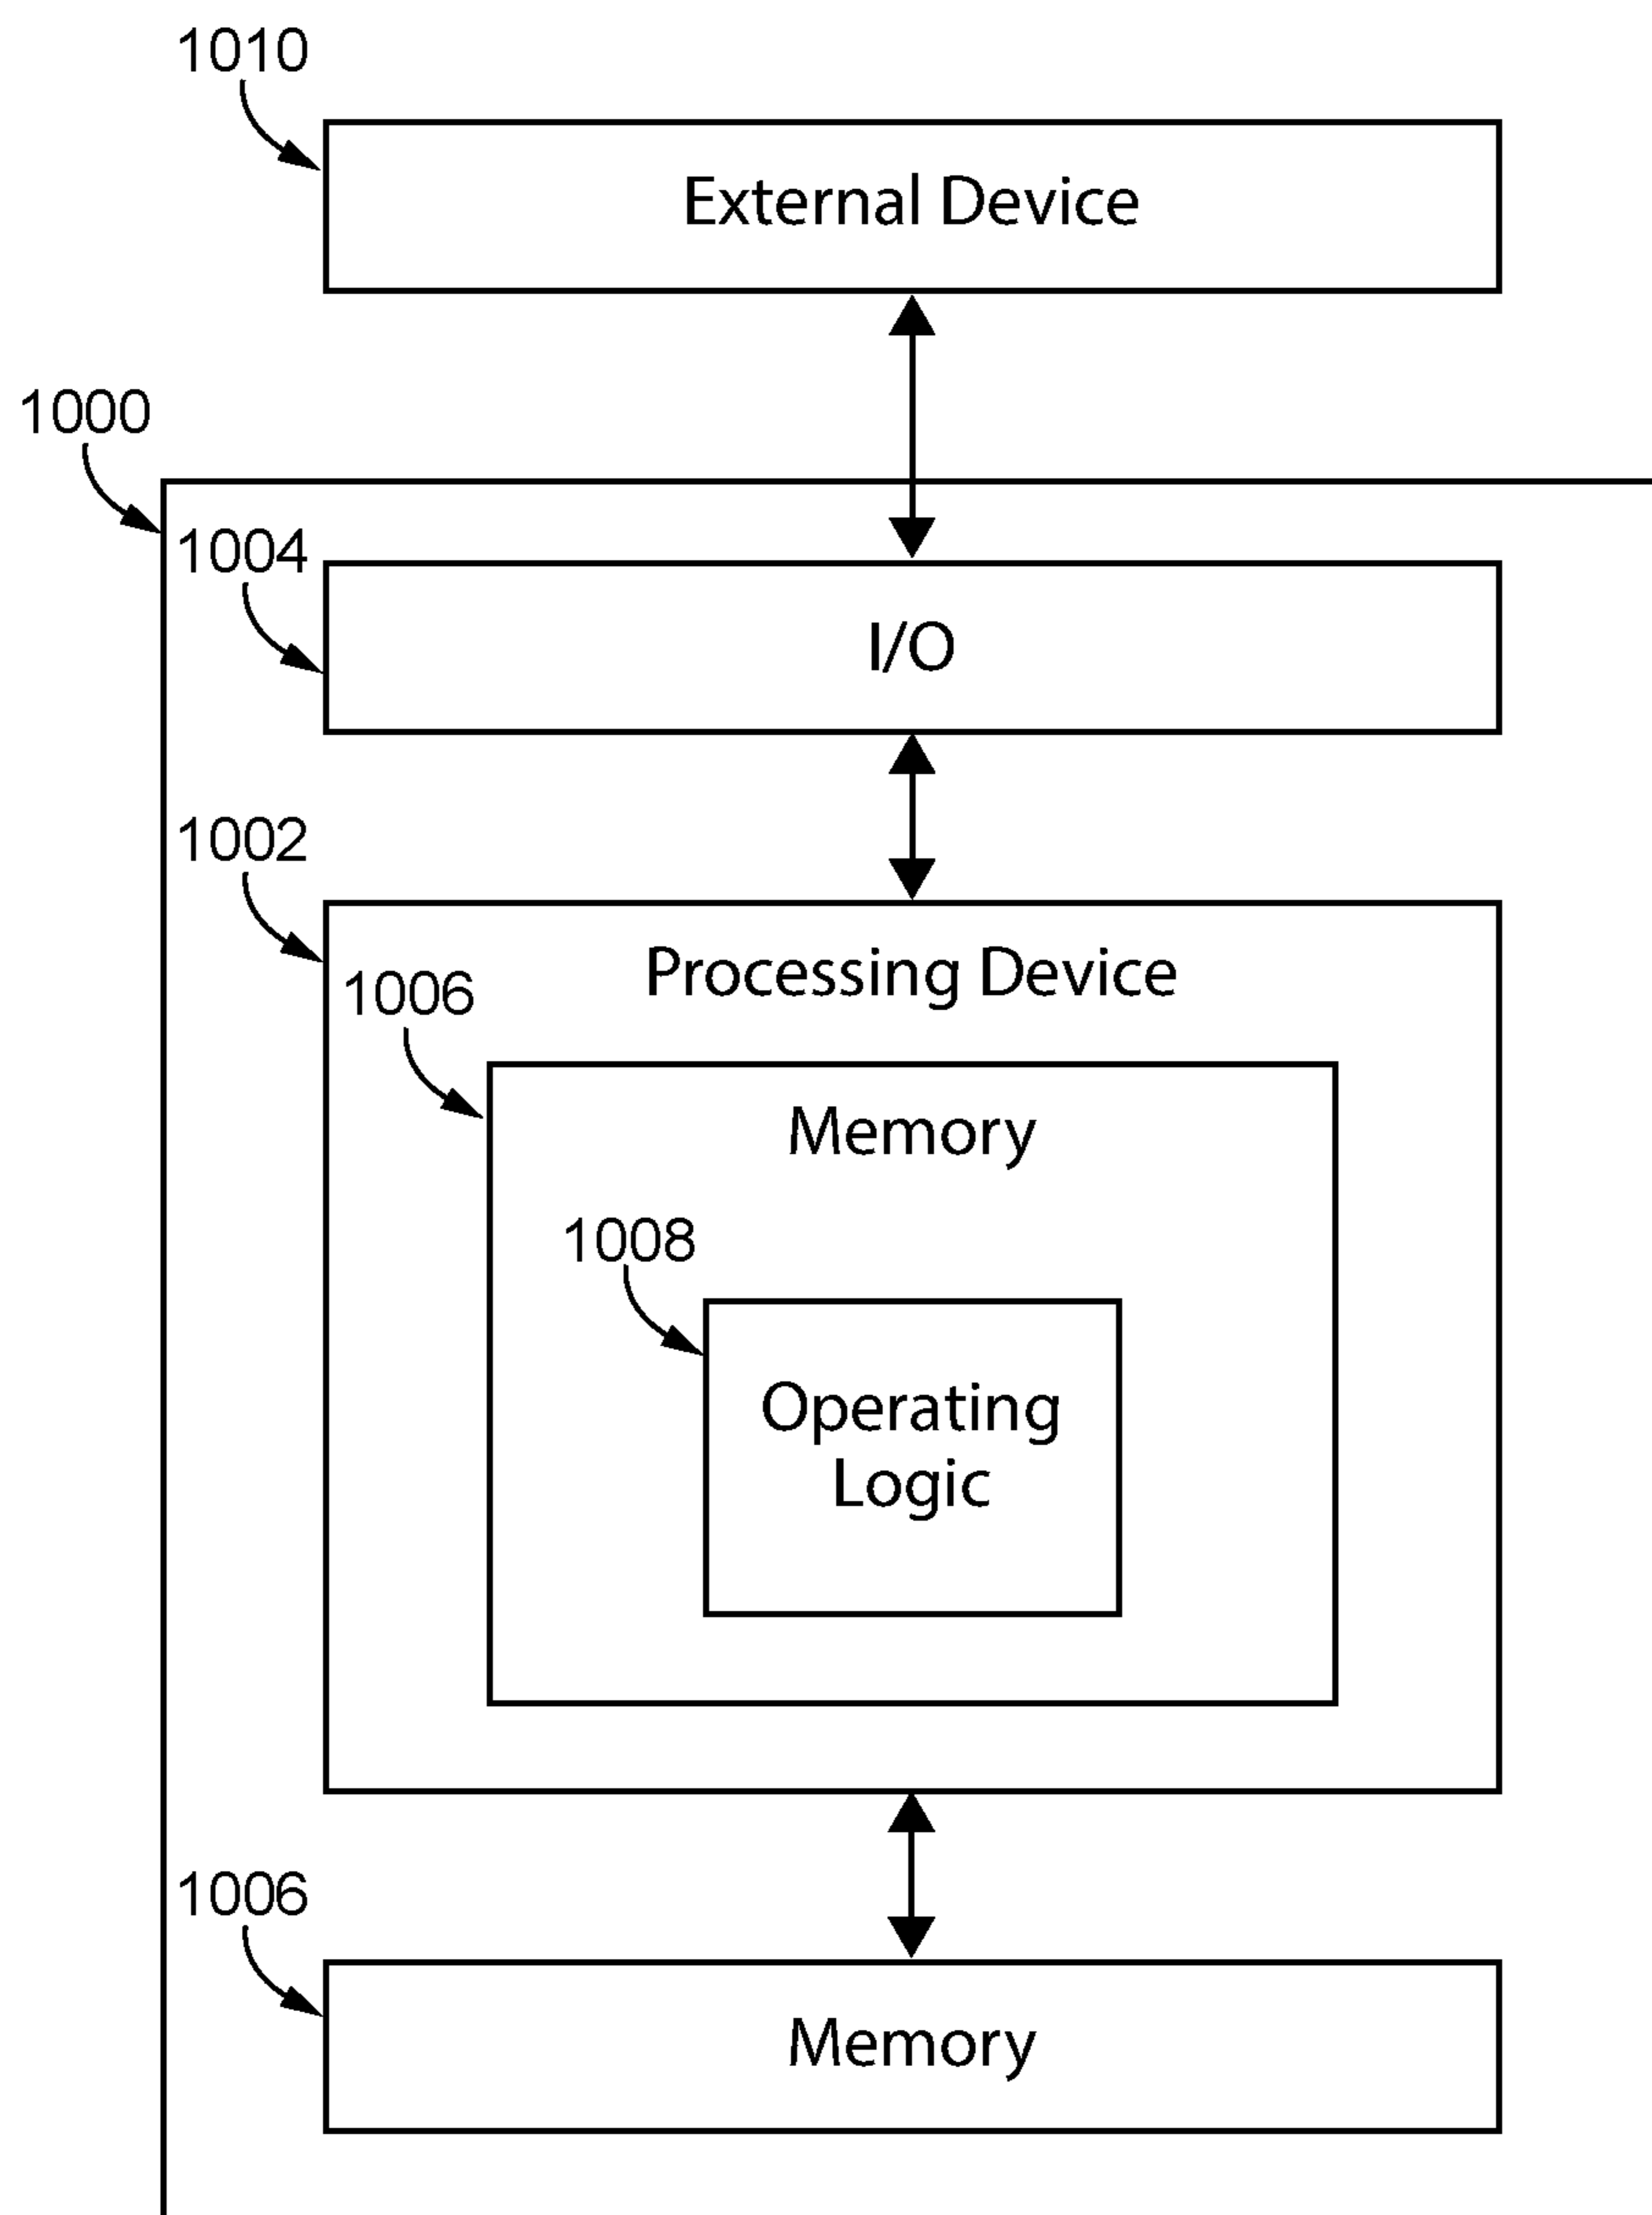 1010
External Device
1000
1004
I/O
1002
Processing Device
1006
Memory
1008
Operating
Logic
1006
Memory